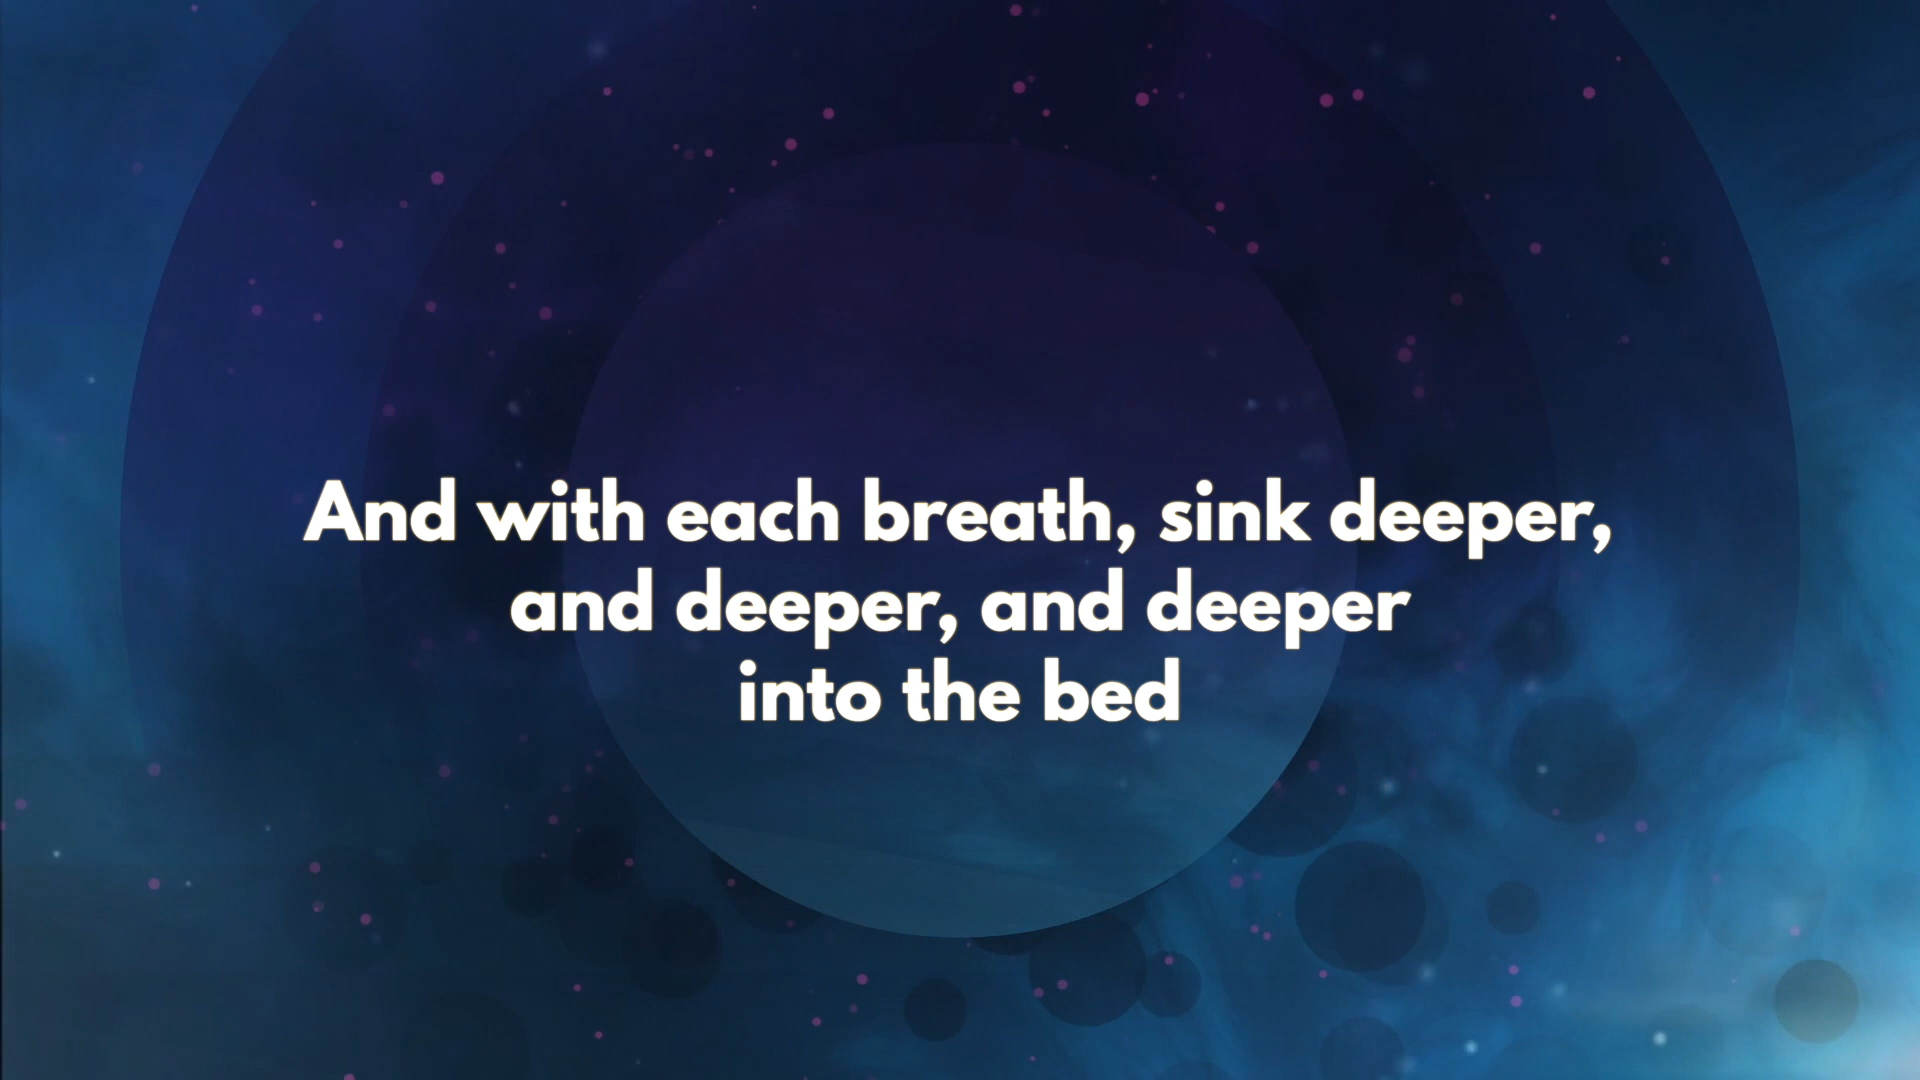 And with each breath, sink deeper,
and deeper, and deeper
into the bed